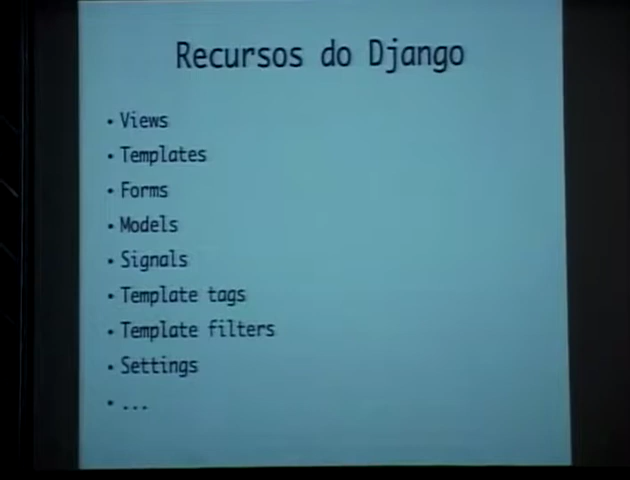 Recursos do Django
• Views
• Templates
• Forms
• Models
• Signals
• Template tags
• Template filters
• Settings
• ...